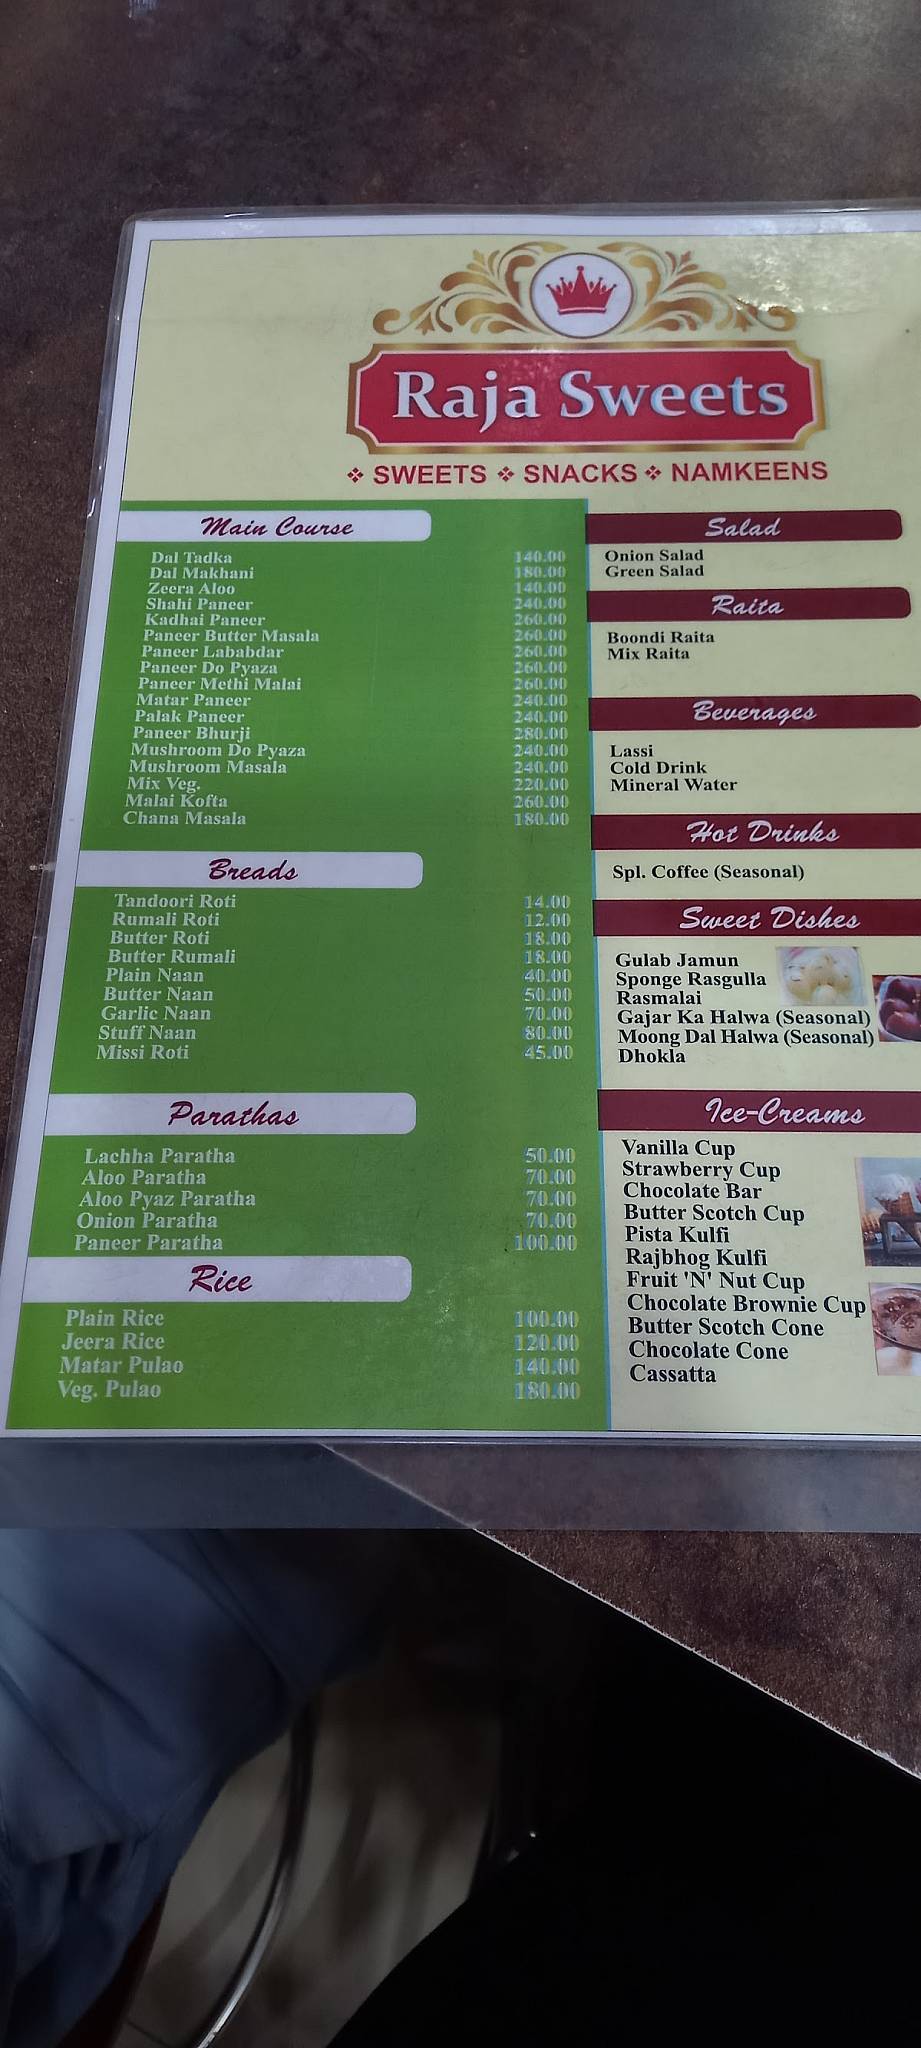 Raja Sweets
SWEETS SNACKS NAMKEENS
Main Course
Dal Tadka 140.00
Dal Makhani 180.00
Zeera Aloo 140.00
Shahi Paneer 240.00
Kadhai Paneer 260.00
Paneer Butter Masala 260.00
Paneer Lababdar 260.00
Paneer Do Pyaza 260.00
Paneer Methi Malai 260.00
Matar Paneer 240.00
Palak Paneer 240.00
Paneer Bhurji 280.00
Mushroom Do Pyaza 240.00
Mushroom Masala 240.00
Mix Veg. 220.00
Malai Kofta 260.00
Chana Masala 180.00
Breads
Tandoori Roti 14.00
Rumali Roti 12.00
Butter Roti 18.00
Butter Rumali 18.00
Plain Naan 40.00
Butter Naan 50.00
Garlic Naan 70.00
Stuff Naan 80.00
Missi Roti 45.00
Parathas
Lachha Paratha 50.00
Aloo Paratha 70.00
Aloo Pyaz Paratha 70.00
Onion Paratha 70.00
Paneer Paratha 100.00
Rice
Plain Rice 100.00
Jeera Rice 120.00
Matar Pulao 140.00
Veg. Pulao 180.00
Salad
Onion Salad
Green Salad
Raita
Boondi Raita
Mix Raita
Beverages
Lassi
Cold Drink
Mineral Water
Hot Drinks
Spl. Coffee (Seasonal)
Sweet Dishes
Gulab Jamun
Sponge Rasgulla
Rasmalai
Gajar Ka Halwa (Seasonal)
Moong Dal Halwa (Seasonal)
Dhokla
Ice-Creams
Vanilla Cup
Strawberry Cup
Chocolate Bar
Butter Scotch Cup
Pista Kulfi
Rajbhog Kulfi
Fruit 'N' Nut Cup
Chocolate Brownie Cup
Butter Scotch Cone
Chocolate Cone
Cassatta